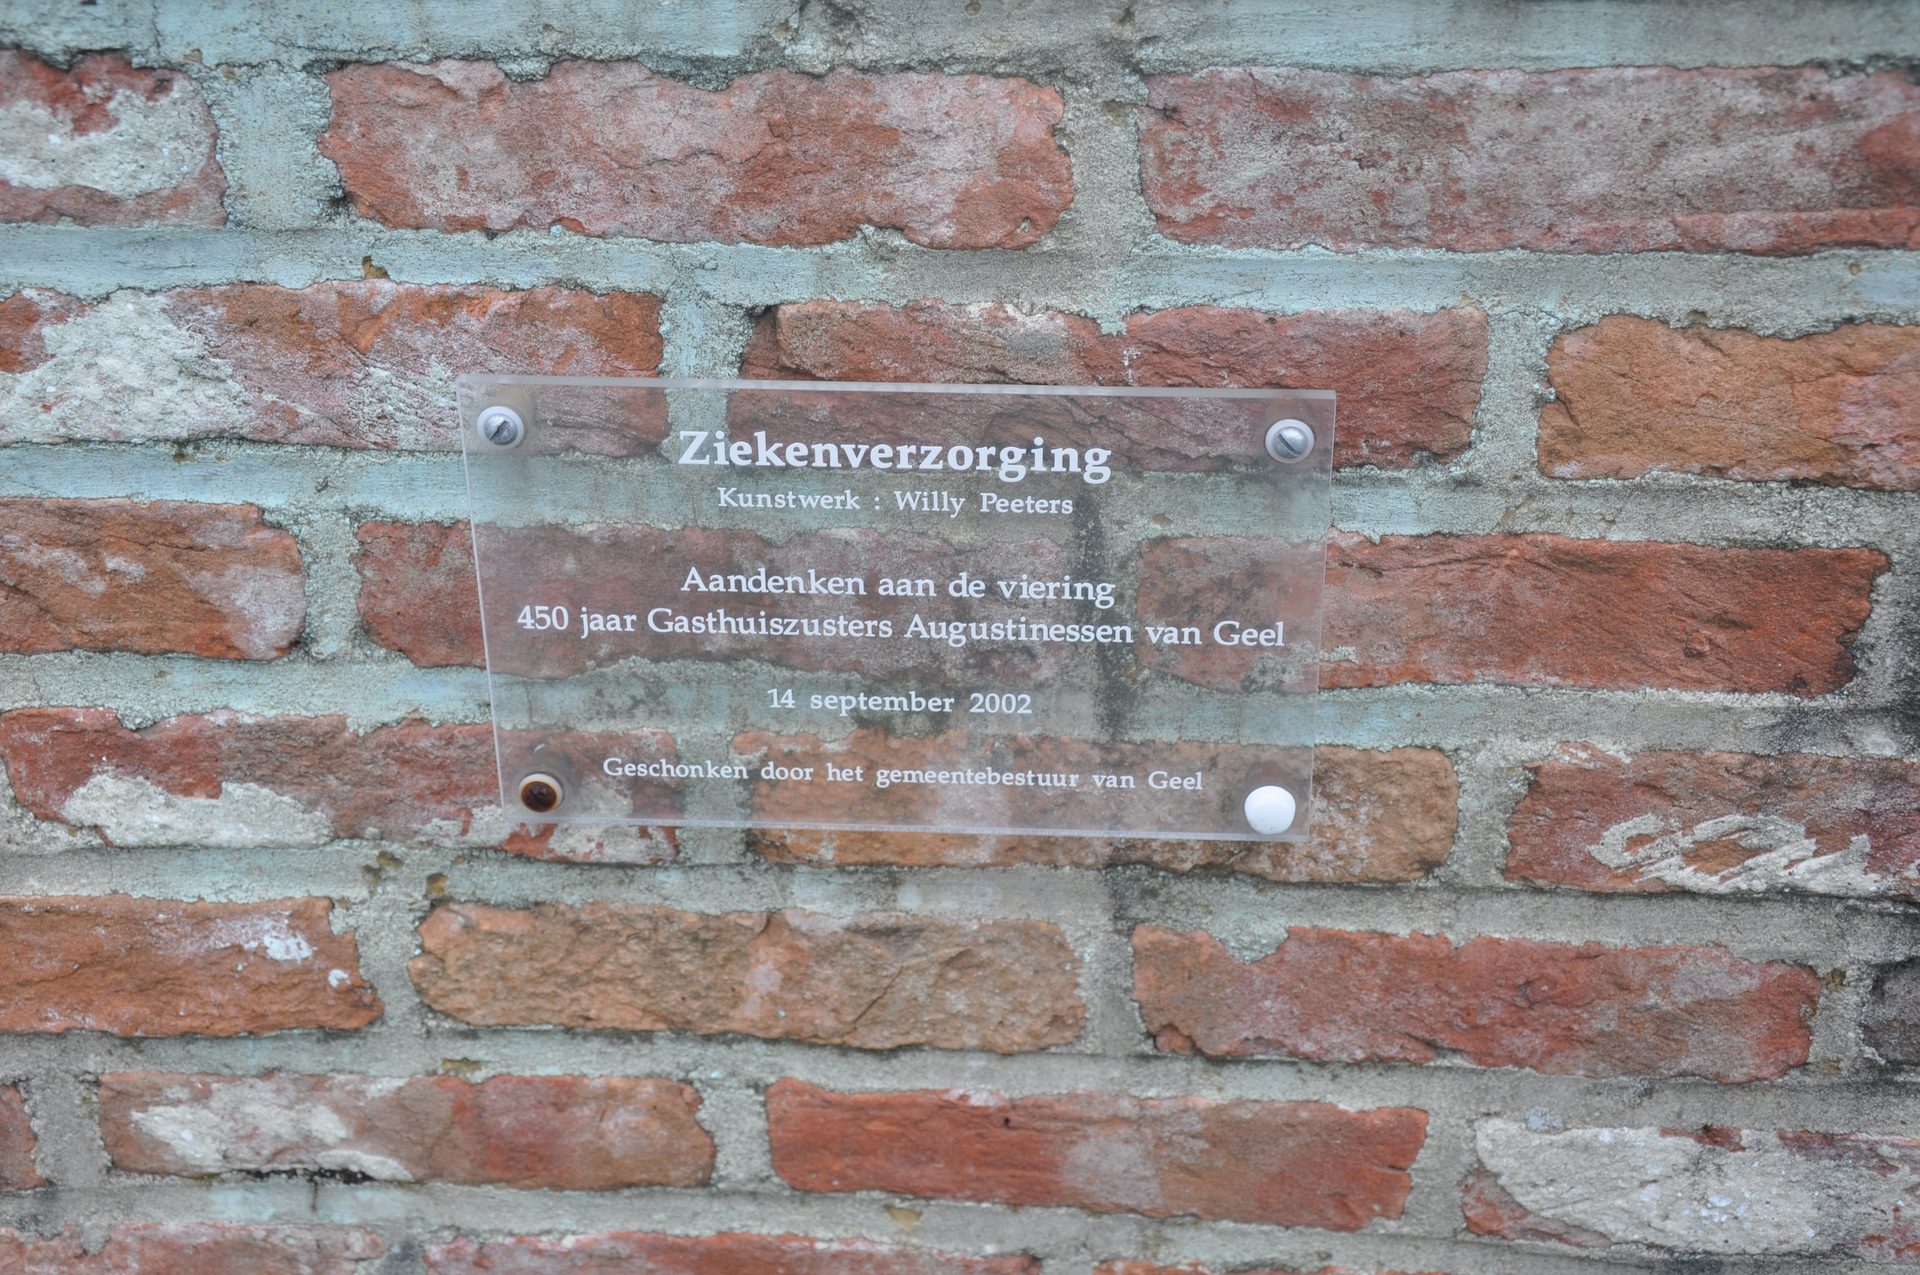 Ziekenverzorging
Kunstwerk : Willy Peeters
Aandenken aan de viering
450 jaar Gasthuiszusters Augustinessen van Geel
14 september 2002
Geschonken door het gemeentebestuur van Geel